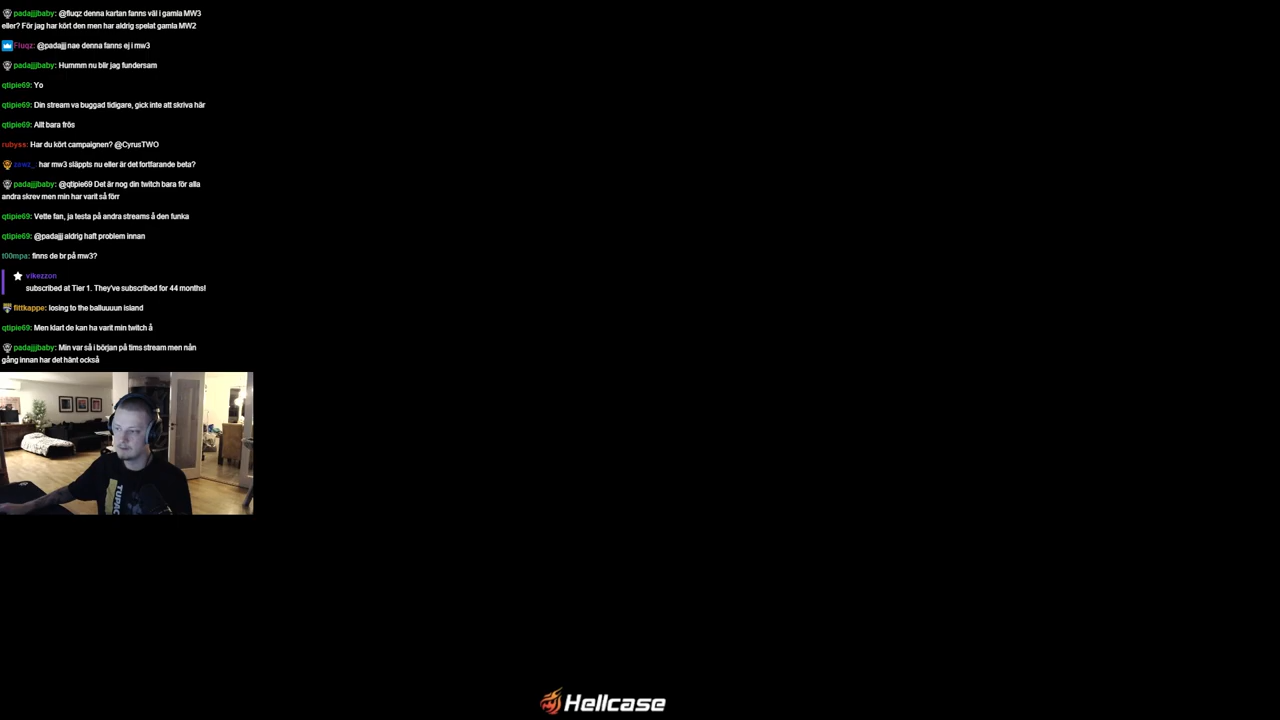 padajjjbaby: @fluqz denna kartan fanns väl i gamla MW3
eller? För jag har kört den men har aldrig spelat gamla MW2
Fluqz: @padajjj nae denna fanns ej i mw3
padajjjbaby: Hummm nu blir jag fundersam
qtipie69: Yo
qtipie69: Din stream va buggad tidigare, gick inte att skriva här
qtipie69: Allt bara frös
rubyss: Har du kört campaignen? @CyrusTWO
zewz_: har mw3 släppts nu eller är det fortfarande beta?
padajjjbaby: @qtipie69 Det är nog din twitch bara för alla
andra skrev men min har varit så förr
qtipie69: Vette fan, ja testa på andra streams å den funka
qtipie69: @padajjj aldrig haft problem innan
t00mpa: finns de br på mw3?
vikezzon
subscribed at Tier 1. They've subscribed for 44 months!
fittkappe: losing to the balluuuun island
qtipie69: Men klart de kan ha varit min twitch å
padajjjbaby: Min var så i början på tims stream men nån
gång innan har det hänt också
TUPAC
Hellcase